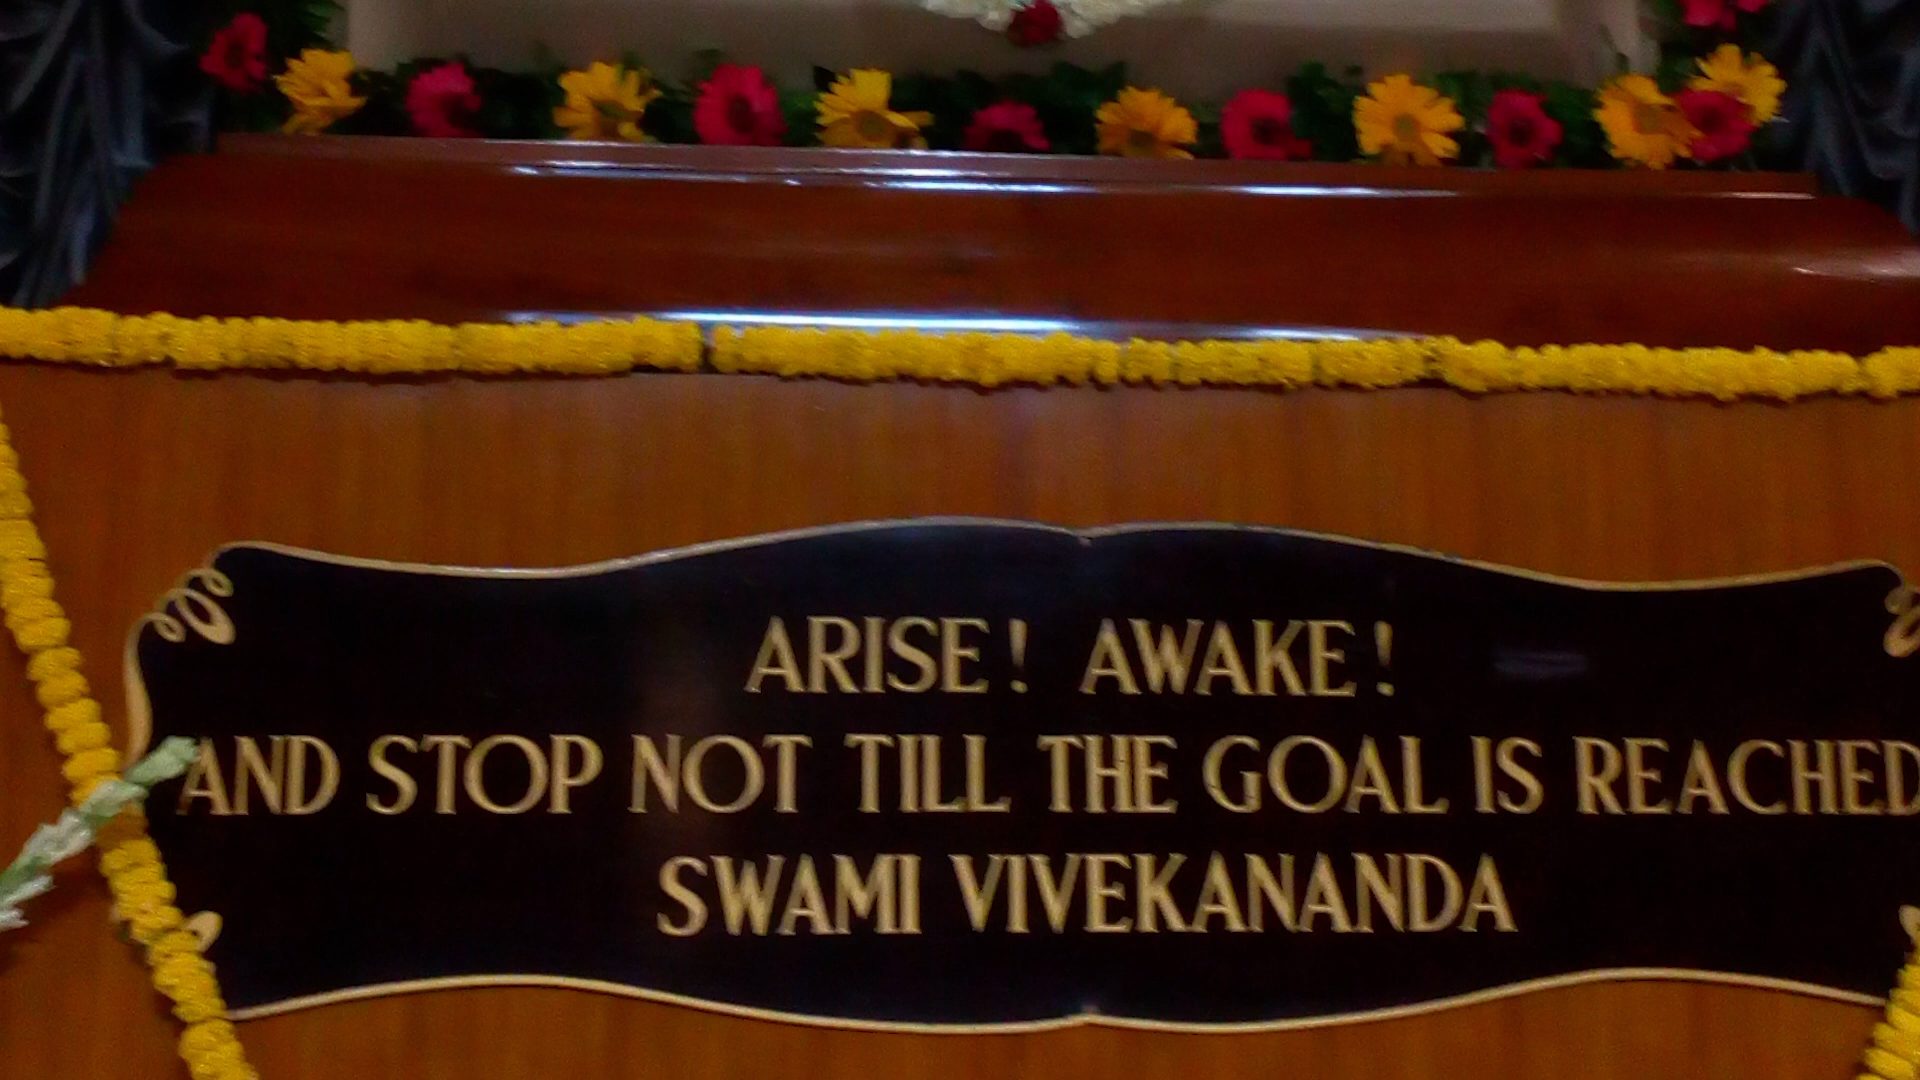 ARISE! AWAKE!
AND STOP NOT TILL THE GOAL IS REACHED
SWAMI VIVEKANANDA